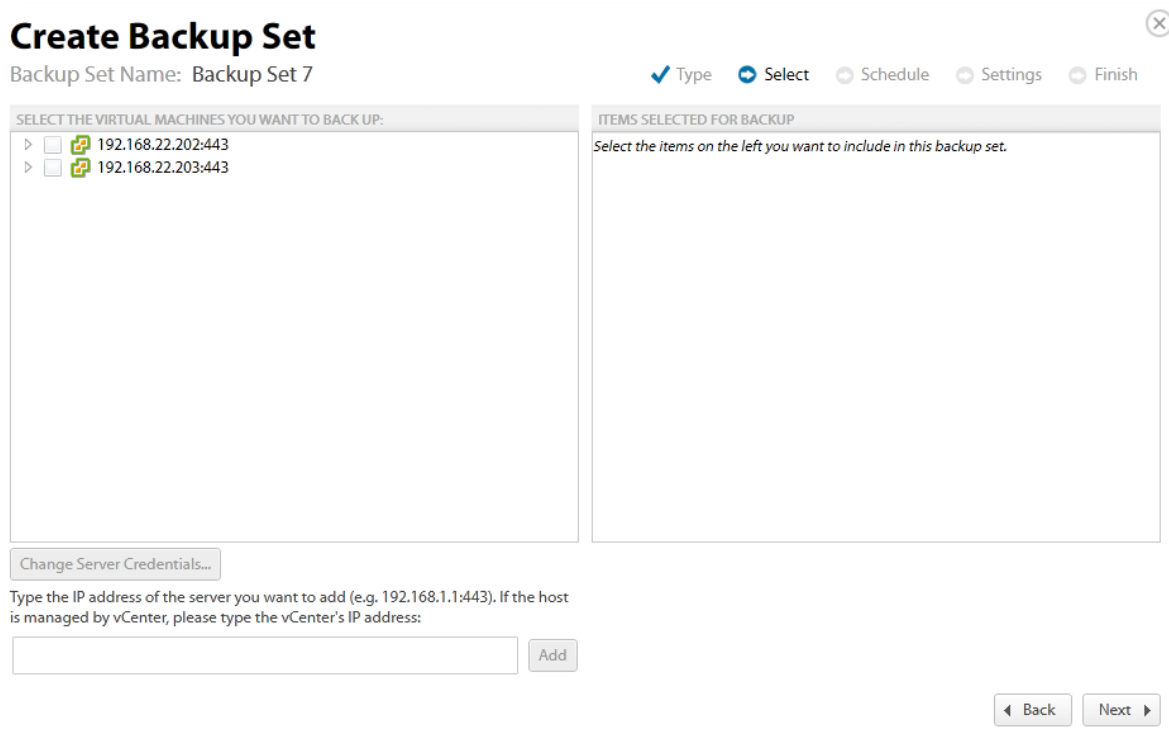 Create Backup Set
Backup Set Name: Backup Set 7
Type
Select
Schedule
Settings
Finish
SELECT THE VIRTUAL MACHINES YOU WANT TO BACK UP:
192.168.22.202:443
192.168.22.203:443
ITEMS SELECTED FOR BACKUP
Select the items on the left you want to include in this backup set.
Change Server Credentials...
Type the IP address of the server you want to add (e.g. 192.168.1.1:443). If the host
is managed by vCenter, please type the vCenter's IP address:
Add
Back
Next